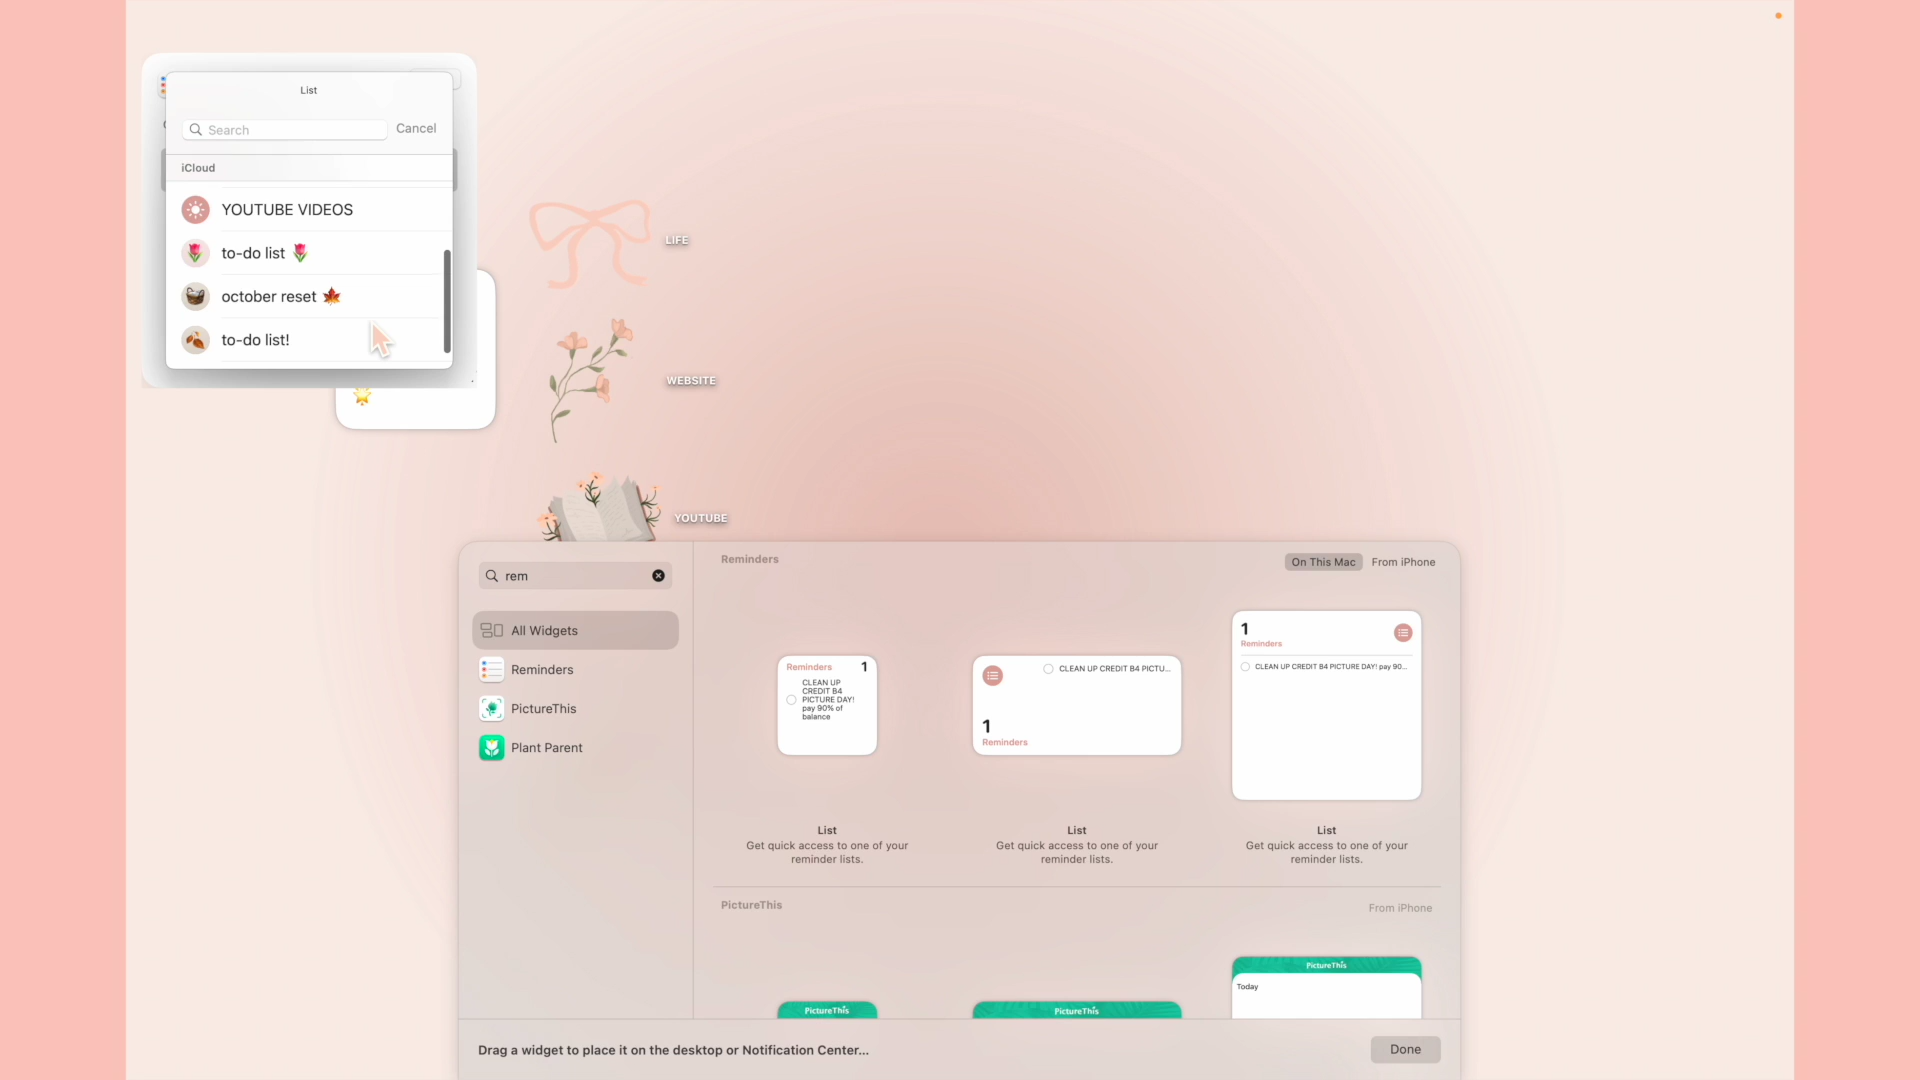 List
Search
Cancel
iCloud
YOUTUBE VIDEOS
to-do list 🌷
october reset 🍁
to-do list!
LIFE
WEBSITE
YOUTUBE
rem
All Widgets
Reminders
PictureThis
Plant Parent
Reminders
On This Mac
From iPhone
Reminders 1
CLEAN UP
CREDIT B4
PICTURE DAY!
pay 90% of
balance
CLEAN UP CREDIT B4 PICTU...
1
Reminders
1
Reminders
CLEAN UP CREDIT B4 PICTURE DAY! pay 90...
List
Get quick access to one of your
reminder lists.
List
Get quick access to one of your
reminder lists.
List
Get quick access to one of your
reminder lists.
PictureThis
From iPhone
PictureThis
PictureThis
PictureThis
Today
Drag a widget to place it on the desktop or Notification Center...
Done